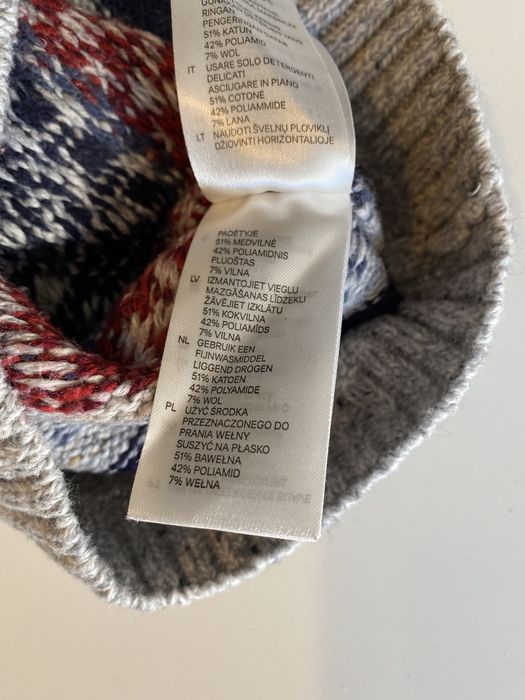 RINGAN
PENGERINGAN DATAR
51% KATUN
42% POLIAMID
7% WOL
IT USARE SOLO DETERGENTI
DELICATI
ASCIUGARE IN PIANO
51% COTONE
42% POLIAMMIDE
7% LANA
LT NAUDOTI ŠVELNŲ PLOVIKLĮ
DŽIOVINTI HORIZONTALIOJE
PADĖTYJE
51% MEDVILNĖ
42% POLIAMIDNIS
PLUOŠTAS
7% VILNA
LV IZMANTOJIET VIEGLU
MAZGĀŠANAS LĪDZEKLI
ŽĀVĒJIET IZKLĀTU
51% KOKVILNA
42% POLIAMĪDS
7% VILNA
NL GEBRUIK EEN
FIJNWASMIDDEL
LIGGEND DROGEN
51% KATOEN
42% POLYAMIDE
7% WOL
PL UŻYĆ ŚRODKA
PRZEZNACZONEGO DO
PRANIA WEŁNY
SUSZYĆ NA PŁASKO
51% BAWEŁNA
42% POLIAMID
7% WEŁNA